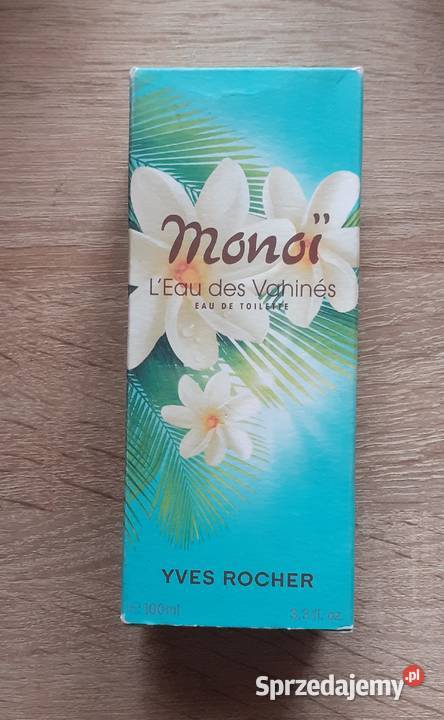 Monoï
L'Eau des Vahinés
EAU DE TOILETTE
YVES ROCHER
℮ 100ml 3.3 fl. oz.
Sprzedajemy.pl